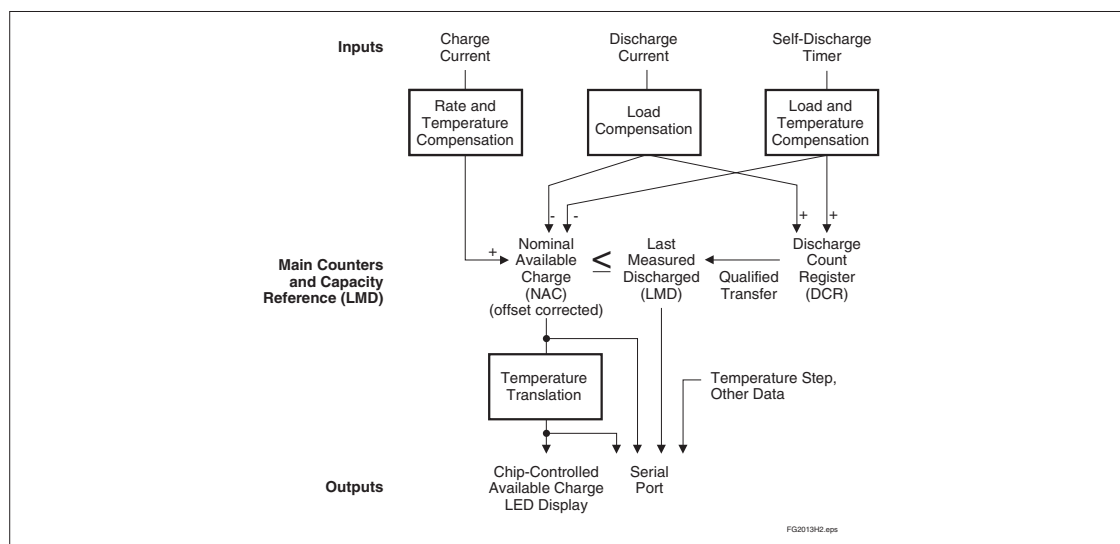 Inputs
Charge
Current
Discharge
Current
Self-Discharge
Timer
Rate and
Temperature
Compensation
Load
Compensation
Load and
Temperature
Compensation
- - + +
+
Main Counters
and Capacity
Reference (LMD)
Nominal
Available
Charge
(NAC)
(offset corrected)
≤
Last
Measured
Discharged
(LMD)
Qualified
Transfer
Discharge
Count
Register
(DCR)
Temperature
Translation
Temperature Step,
Other Data
Outputs
Chip-Controlled
Available Charge
LED Display
Serial
Port
FG2013H2.eps